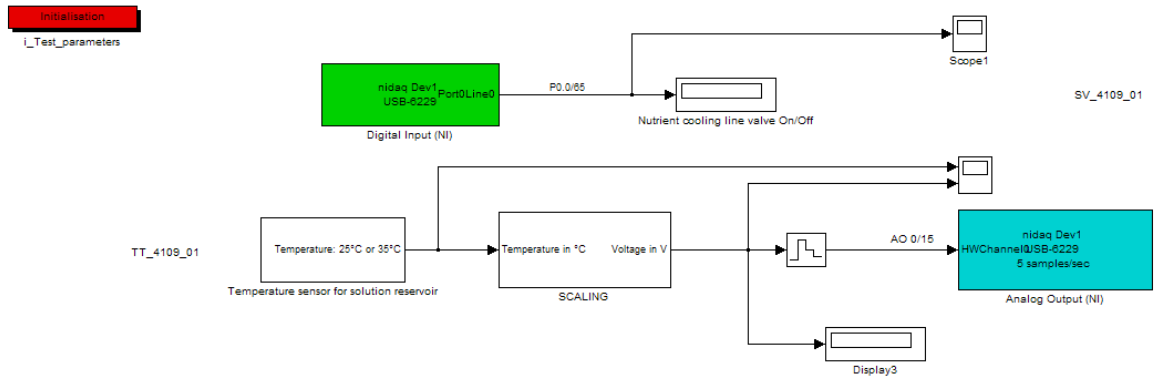 Initialisation
i_Test_parameters
Scope1
nidaq Dev1
USB-6229
Port0Line0
P0.0/65
SV_4109_01
Nutrient cooling line valve On/Off
Digital Input (NI)
TT_4109_01
Temperature: 25°C or 35°C
Temperature sensor for solution reservoir
Temperature in °C
Voltage in V
SCALING
AO 0/15
nidaq Dev1
HWChannel0
USB-6229
5 samples/sec
Analog Output (NI)
Display3